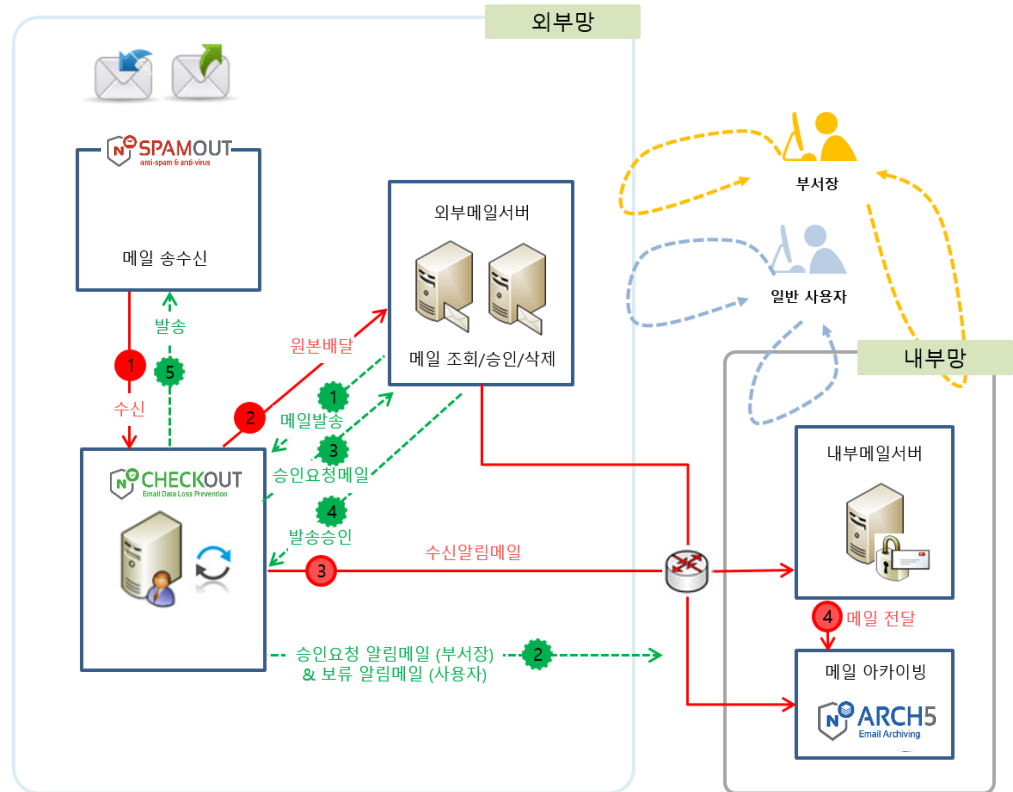 외부망
SPAMOUT
anti-spam & anti-virus
메일 송수신
외부메일서버
메일 조회/승인/삭제
부서장
일반 사용자
내부망
발송
5
1
수신
원본배달
2
1
메일발송
3
승인요청메일
4
발송승인
N CHECKOUT
Email Data Loss Prevention
수신알림메일
3
내부메일서버
4 메일 전달
승인요청 알림메일 (부서장)
& 보류 알림메일 (사용자)
2
메일 아카이빙
N ARCH5
Email Archiving